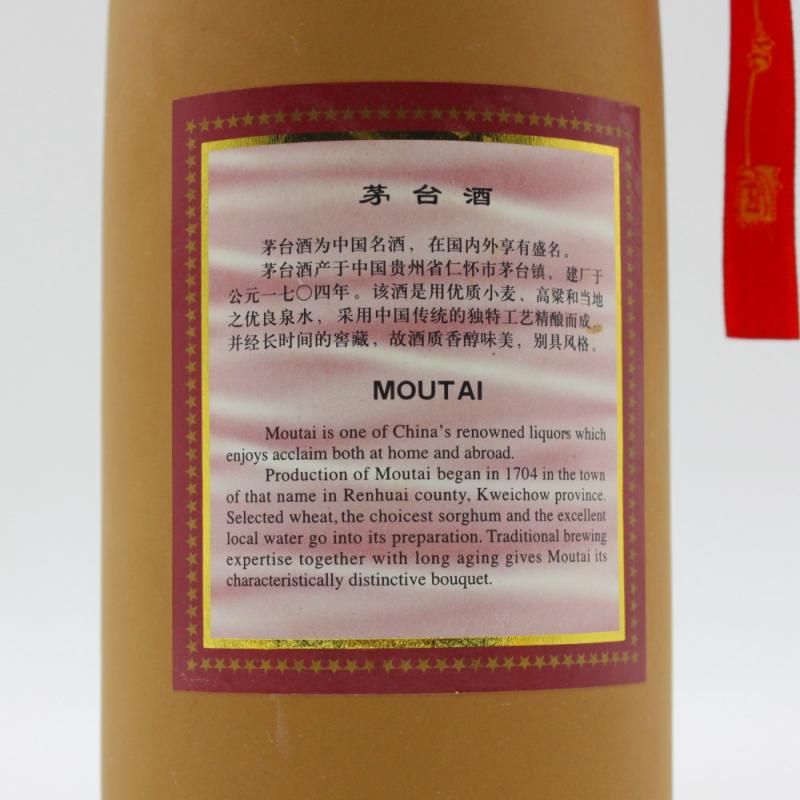 茅台酒
茅台酒为中国名酒，在国内外享有盛名。
茅台酒产于中国贵州省仁怀市茅台镇，建厂于
公元一七〇四年。该酒是用优质小麦、高粱和当地
之优良泉水，采用中国传统的独特工艺精酿而成，
并经长时间的窖藏，故酒质香醇味美，别具风格。
MOUTAI
Moutai is one of China's renowned liquors which
enjoys acclaim both at home and abroad.
Production of Moutai began in 1704 in the town
of that name in Renhuai county, Kweichow province.
Selected wheat, the choicest sorghum and the excellent
local water go into its preparation. Traditional brewing
expertise together with long aging gives Moutai its
characteristically distinctive bouquet.